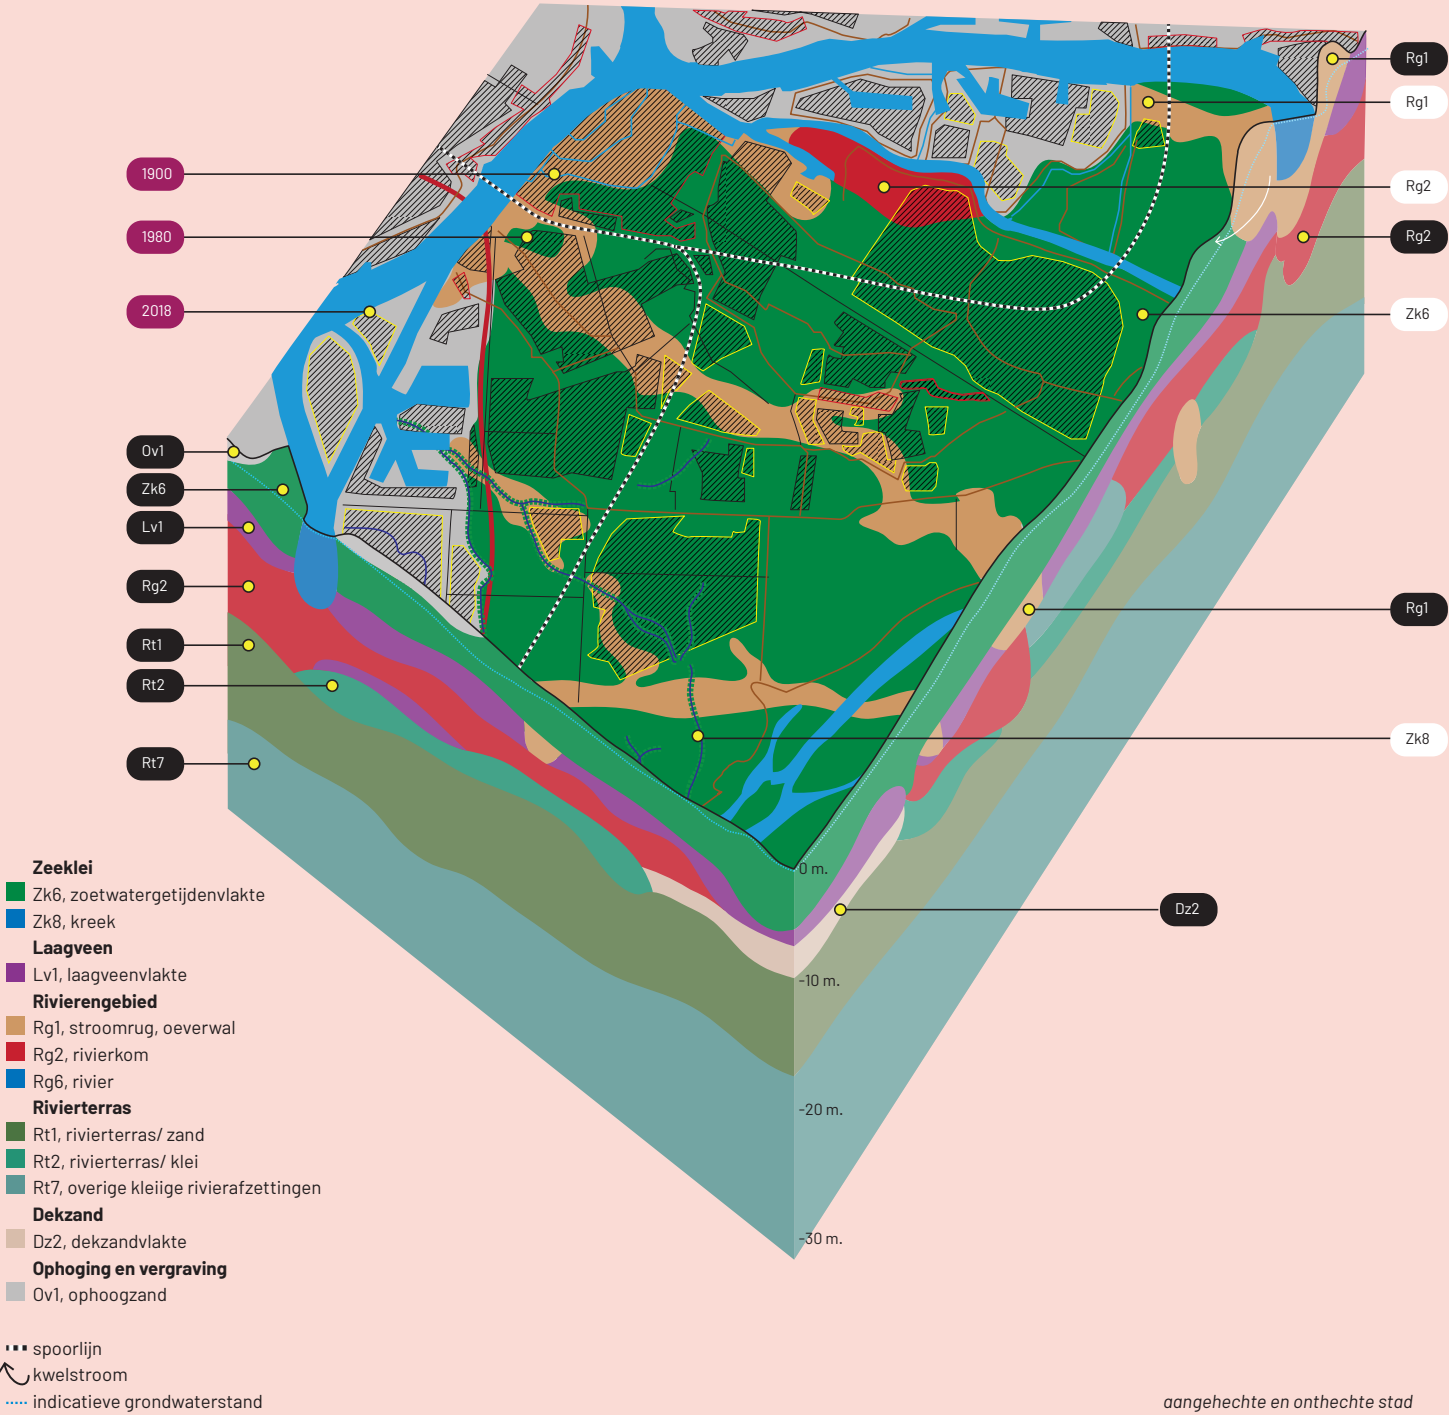 Rg1
Rg1
1900
Rg2
1980
Rg2
2018
Zk6
Ov1
Zk6
Lv1
Rg2
Rg1
Rt1
Rt2
Zk8
Rt7
0 m.
Dz2
-10 m.
-20 m.
-30 m.
Zeeklei
Zk6, zoetwatergetijdenvlakte
Zk8, kreek
Laagveen
Lv1, laagveenvlakte
Rivierengebied
Rg1, stroomrug, oeverwal
Rg2, rivierkom
Rg6, rivier
Rivierterras
Rt1, rivierterras/ zand
Rt2, rivierterras/ klei
Rt7, overige kleiige rivierafzettingen
Dekzand
Dz2, dekzandvlakte
Ophoging en vergraving
Ov1, ophoogzand
spoorlijn
kwelstroom
indicatieve grondwaterstand
aangehechte en onthechte stad